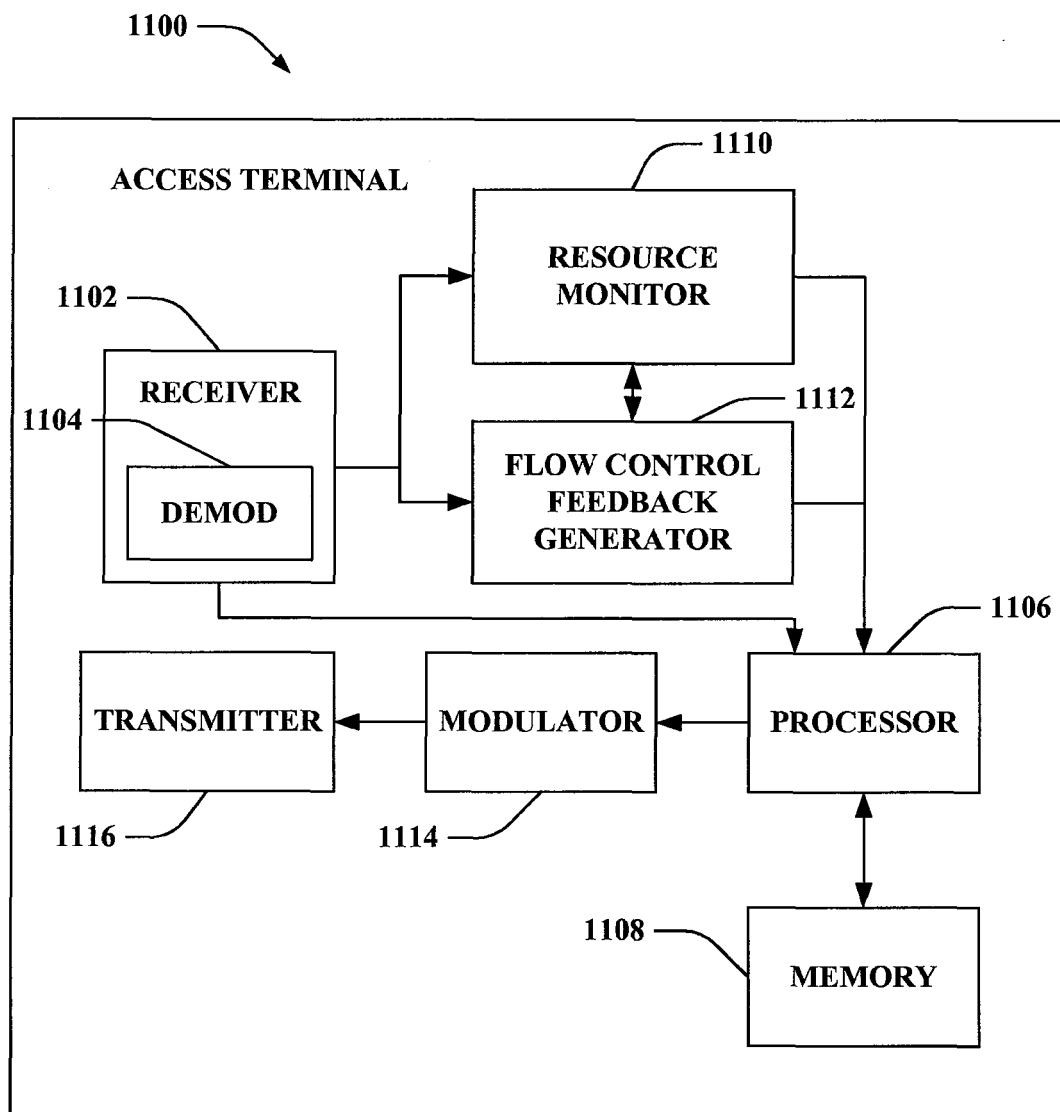 1100
ACCESS TERMINAL
1110
RESOURCE
MONITOR
1102
RECEIVER
1104
DEMOD
1112
FLOW CONTROL
FEEDBACK
GENERATOR
1106
TRANSMITTER
MODULATOR
PROCESSOR
1116
1114
1108
MEMORY